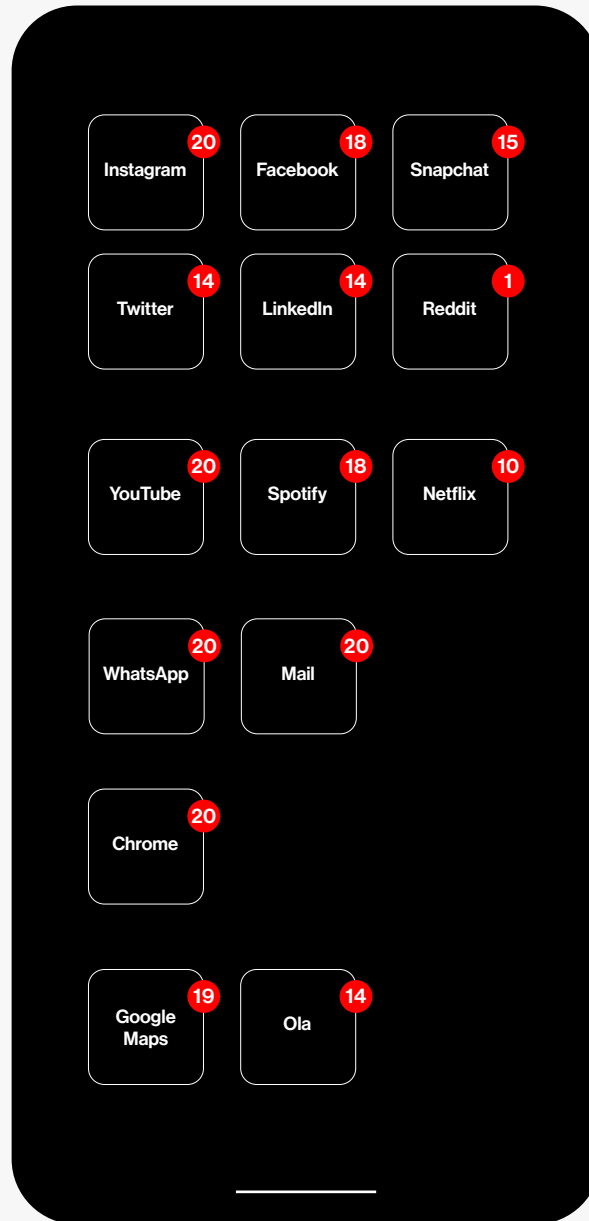 20
18
15
Instagram
Facebook
Snapchat
14
14
1
Twitter
LinkedIn
Reddit
20
18
10
YouTube
Spotify
Netflix
20
20
WhatsApp
Mail
20
Chrome
19
14
Google
Maps
Ola